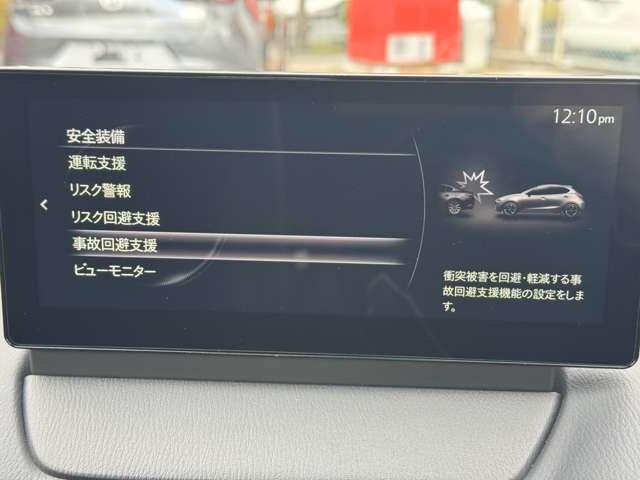 12:10pm
安全装備
運転支援
リスク警報
リスク回避支援
事故回避支援
ビューモニター
衝突被害を回避・軽減する事
故回避支援機能の設定をしま
す。